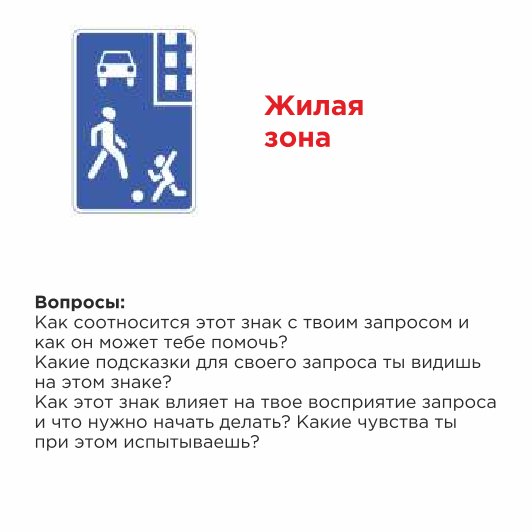 Жилая
зона
Вопросы:
Как соотносится этот знак с твоим запросом и
как он может тебе помочь?
Какие подсказки для своего запроса ты видишь
на этом знаке?
Как этот знак влияет на твое восприятие запроса
и что нужно начать делать? Какие чувства ты
при этом испытываешь?